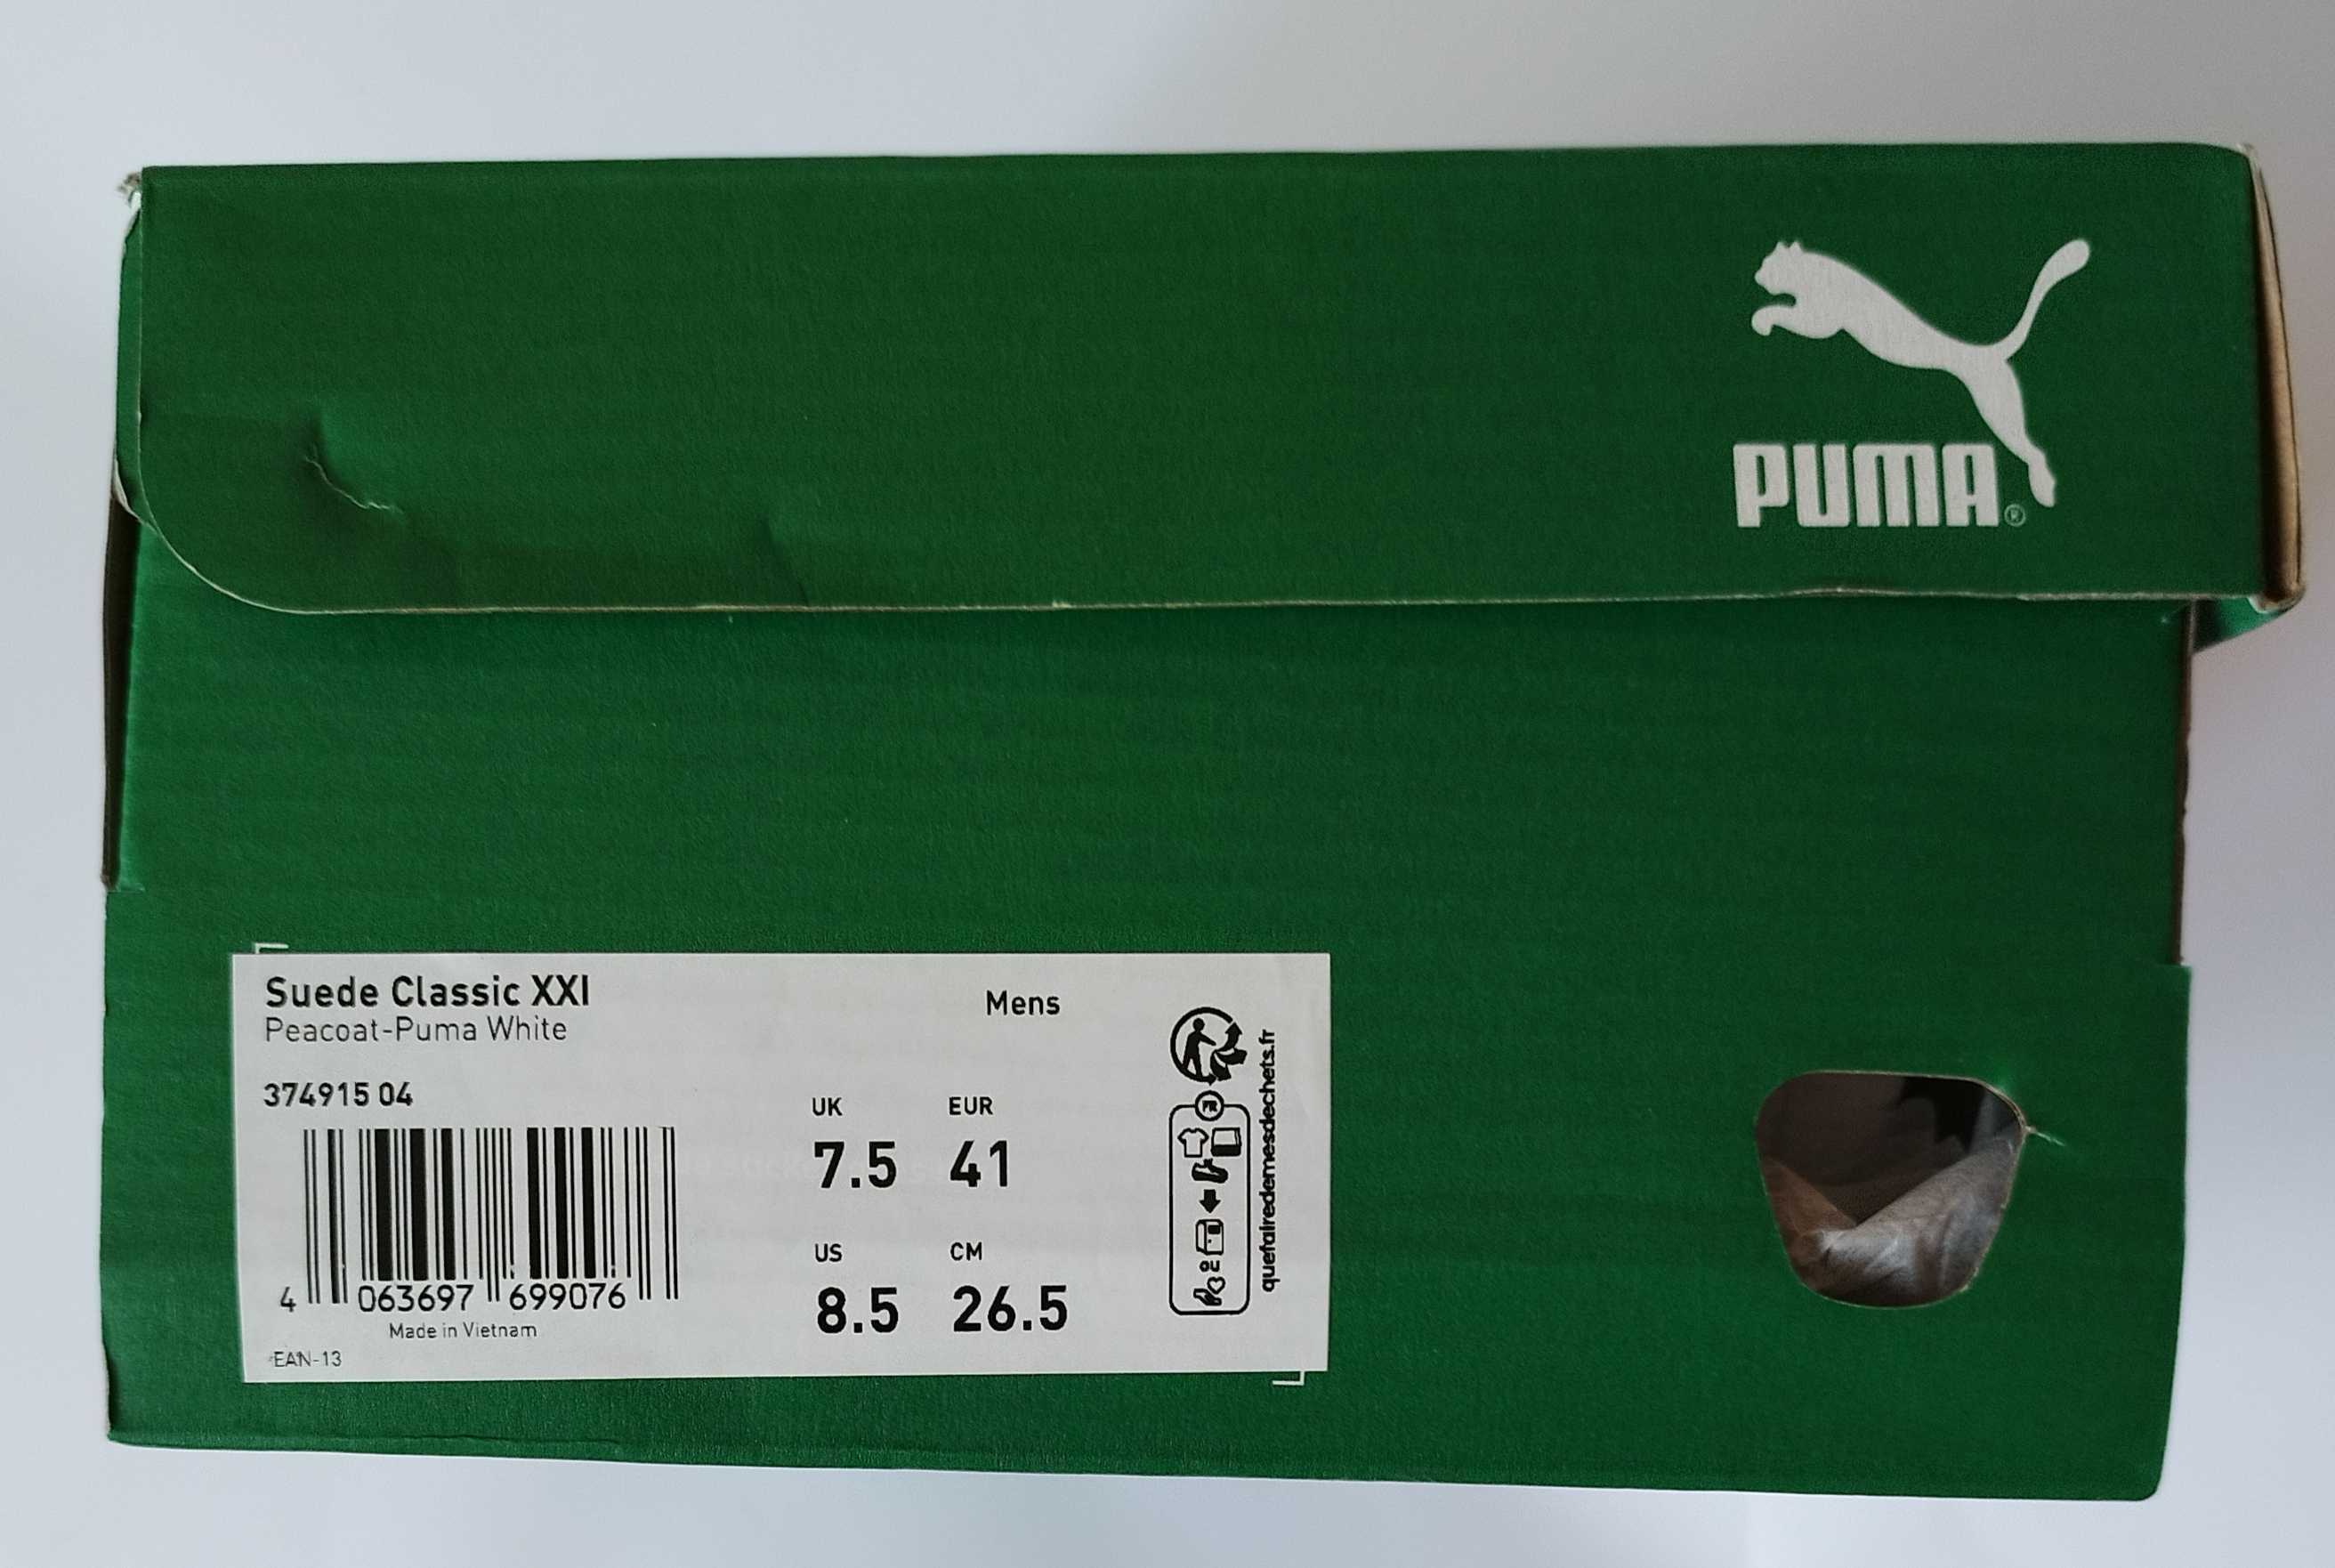 PUMA®
Suede Classic XXI
Peacoat-Puma White
Mens
374915 04
UK EUR
7.5 41
US CM
8.5 26.5
4 063697 699076
Made in Vietnam
EAN-13
FR
OU
quefairedemesdechets.fr